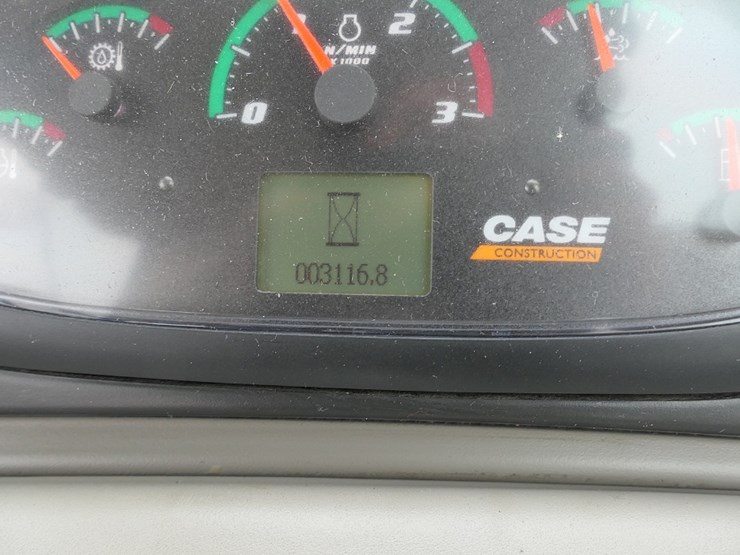 2
N/MIN
X 1000
0
3
CASE
CONSTRUCTION
003116.8